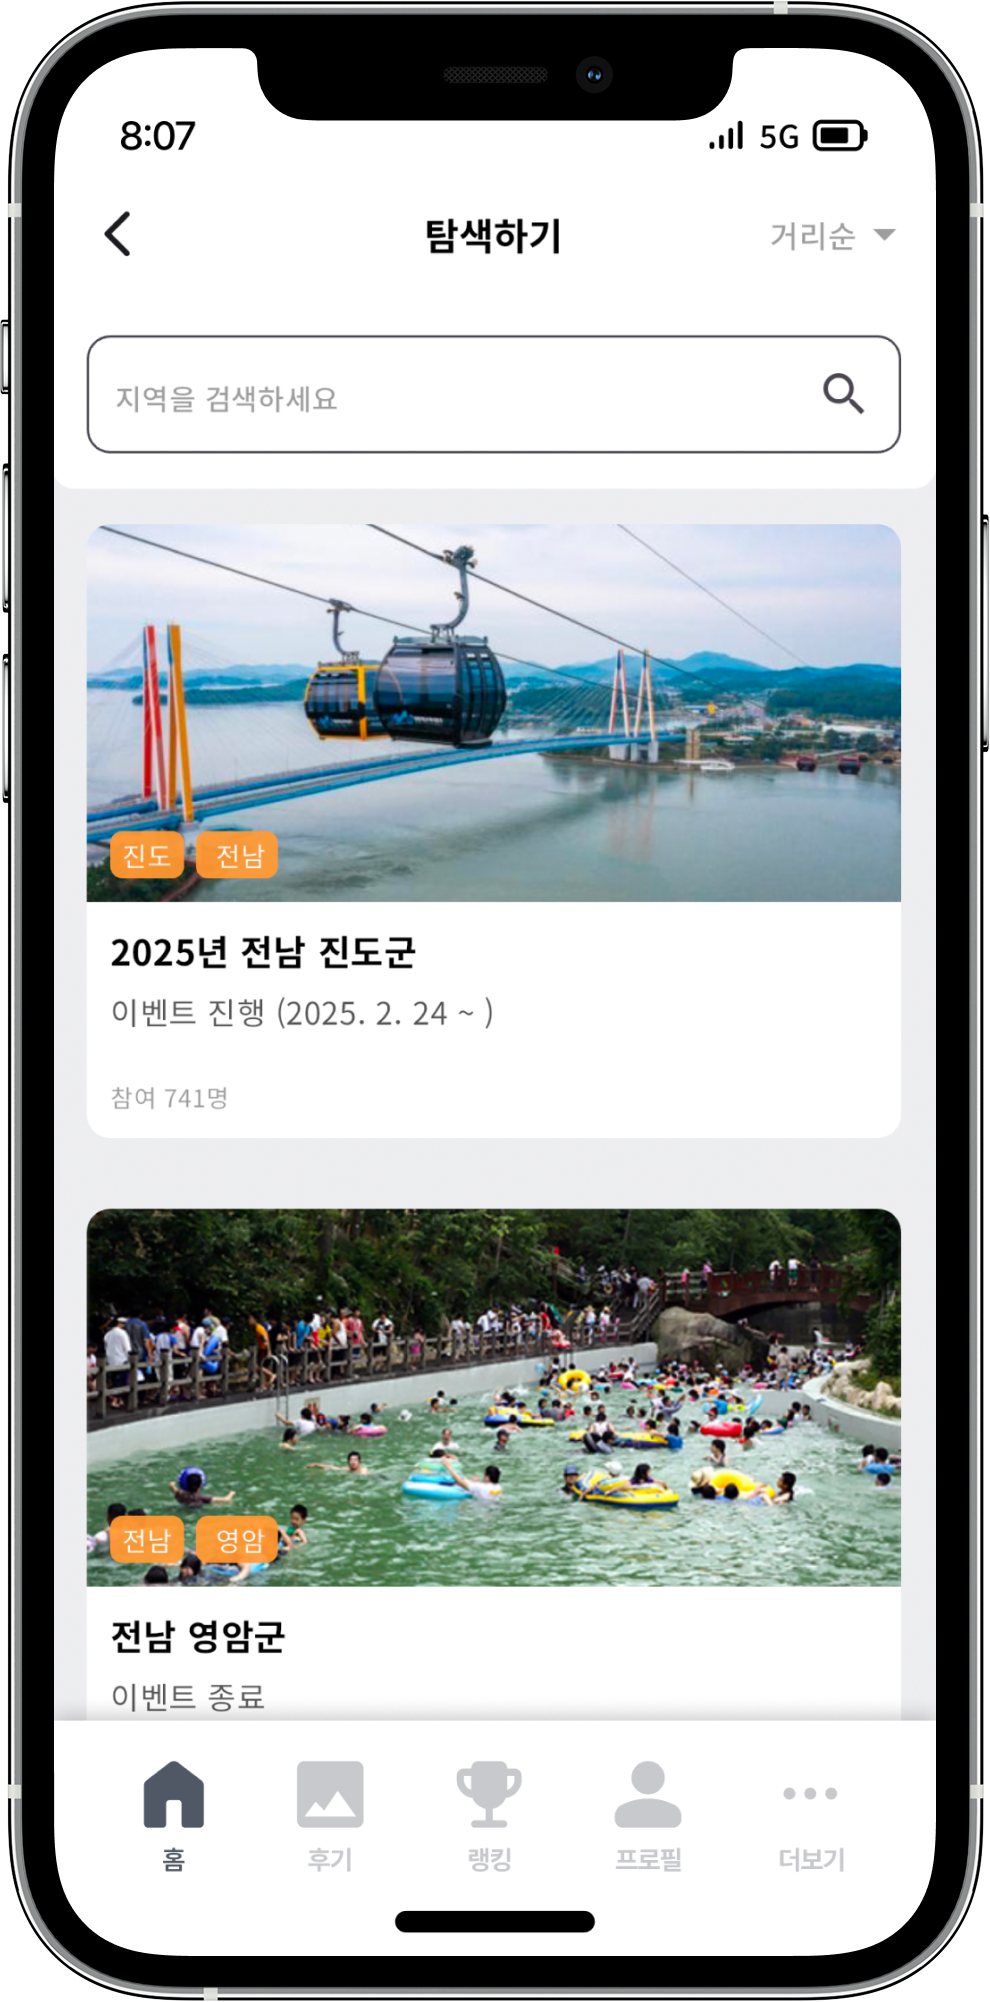 8:07
5G
탐색하기
거리순
지역을 검색하세요
진도
전남
2025년 전남 진도군
이벤트 진행 (2025. 2. 24 ~ )
참여 741명
전남
영암
전남 영암군
이벤트 종료
홈
후기
랭킹
프로필
더보기